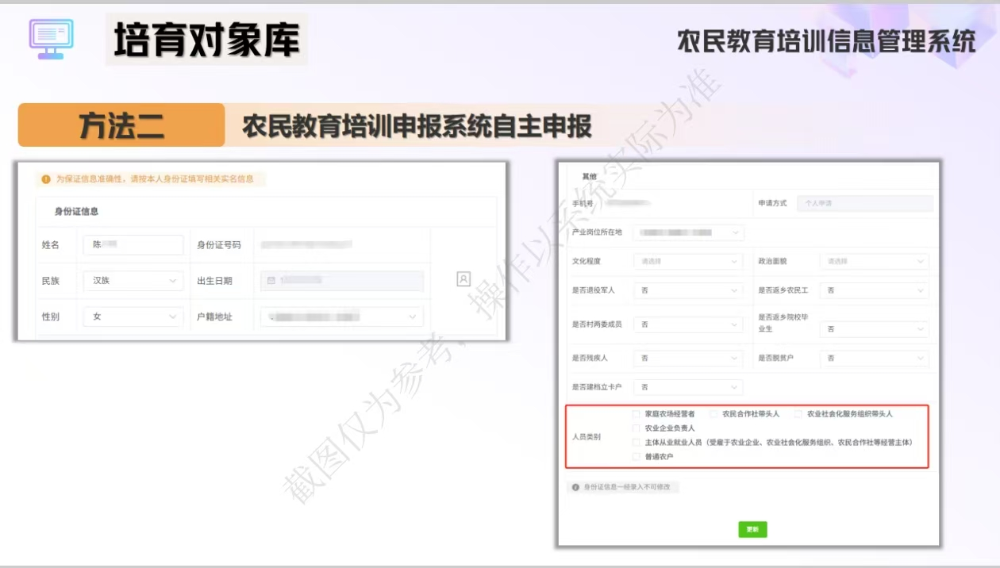 培育对象库
农民教育培训信息管理系统
方法二
农民教育培训申报系统自主申报
为保证信息准确性，请按本人身份证填写相关实名信息
身份证信息
姓名 陈 身份证号码
民族 汉族 出生日期 1
性别 女 户籍地址
其他
手机号 申请方式 个人申请
产业岗位所在地
文化程度 请选择 政治面貌 请选择
是否退役军人 否 是否返乡农民工 否
是否村两委成员 否 是否返乡院校毕业生 否
是否残疾人 否 是否脱贫户 否
是否建档立卡户 否
人员类别
家庭农场经营者 农民合作社带头人 农业社会化服务组织带头人
农业企业负责人
主体从业就业人员（受雇于农业企业、农业社会化服务组织、农民合作社等经营主体）
普通农户
身份证信息一经录入不可修改
更新
截图仅为参考，操作以系统实际为准